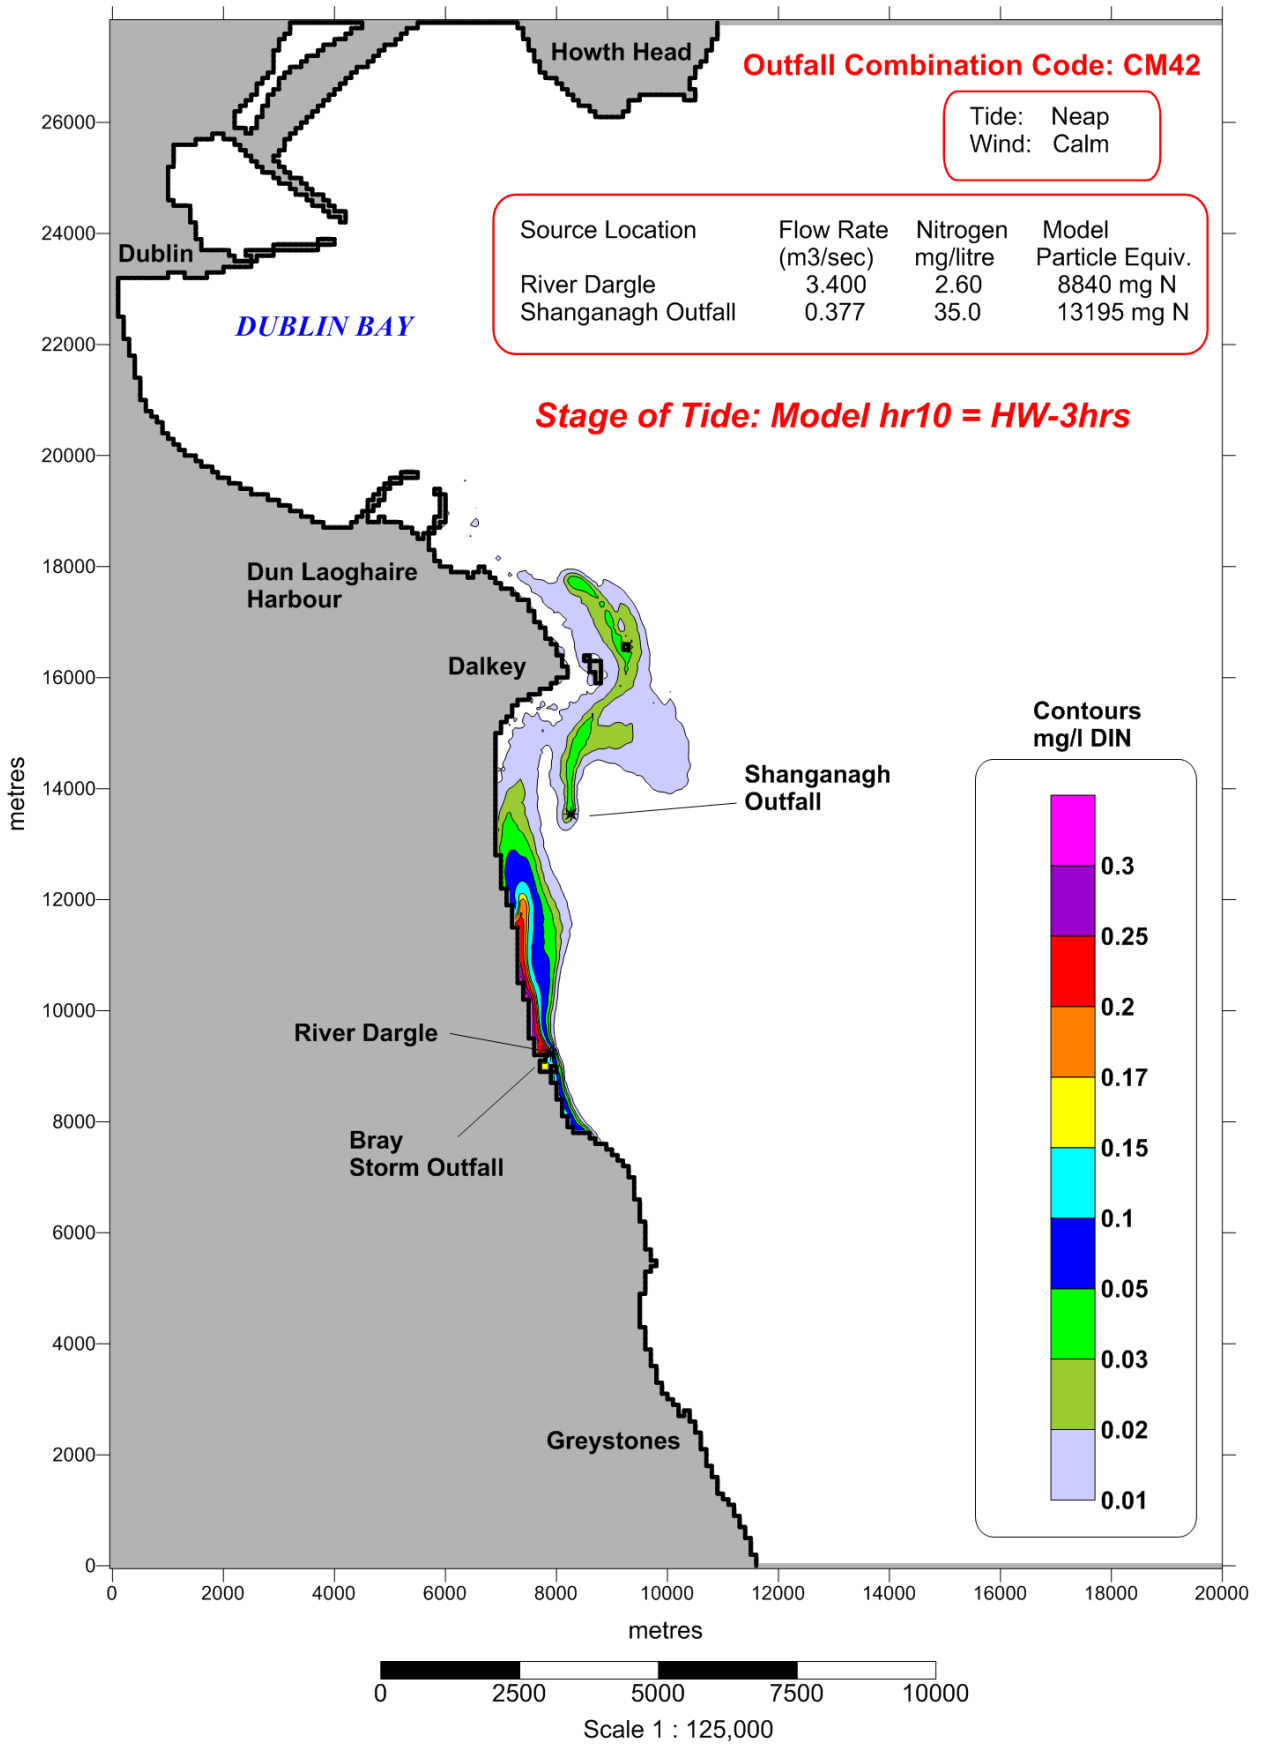 Howth Head
Outfall Combination Code: CM42
Tide: Neap
Wind: Calm
Source Location Flow Rate Nitrogen Model
(m3/sec) mg/litre Particle Equiv.
River Dargle 3.400 2.60 8840 mg N
Shanganagh Outfall 0.377 35.0 13195 mg N
Dublin
DUBLIN BAY
Stage of Tide: Model hr10 = HW-3hrs
Dun Laoghaire
Harbour
Dalkey
Shanganagh
Outfall
River Dargle
Bray
Storm Outfall
Greystones
Contours
mg/l DIN
0.3
0.25
0.2
0.17
0.15
0.1
0.05
0.03
0.02
0.01
metres
26000
24000
22000
20000
18000
16000
14000
12000
10000
8000
6000
4000
2000
0
0 2000 4000 6000 8000 10000 12000 14000 16000 18000 20000
metres
0 2500 5000 7500 10000
Scale 1 : 125,000